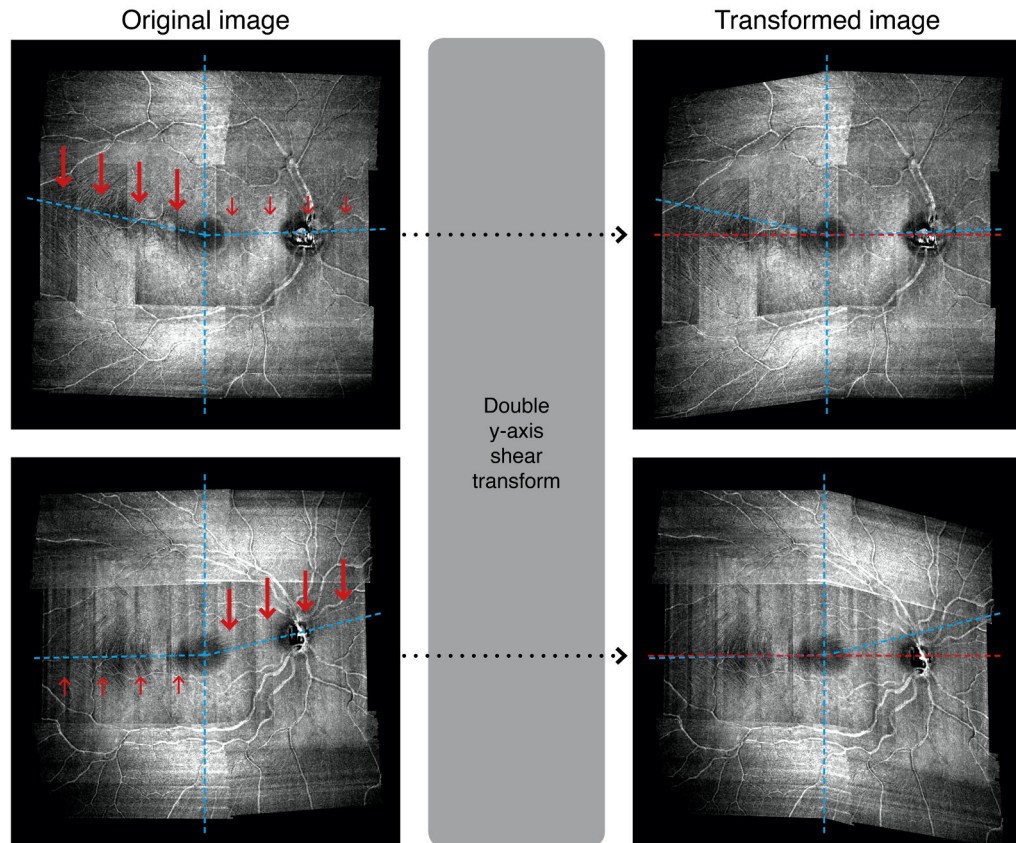 Original image
Transformed image
Double
y-axis
shear
transform